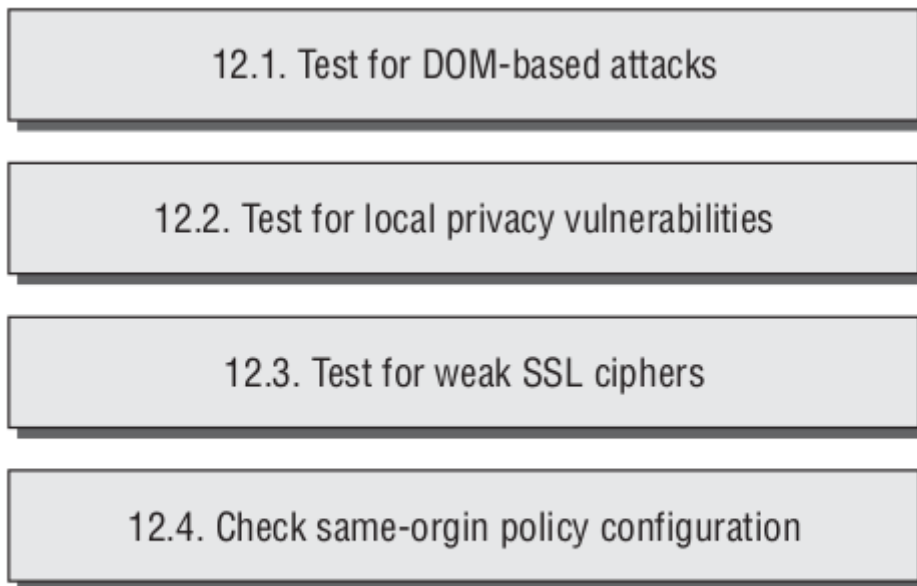 12.1. Test for DOM-based attacks
12.2. Test for local privacy vulnerabilities
12.3. Test for weak SSL ciphers
12.4. Check same-orgin policy configuration